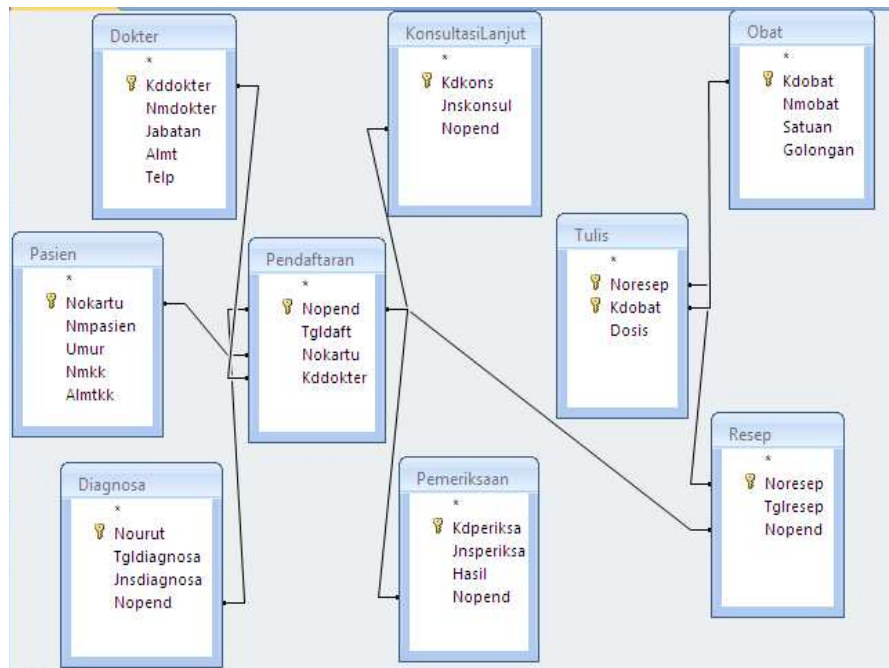 Dokter
*
Kddokter
Nmdokter
Jabatan
Almt
Telp
KonsultasiLanjut
*
Kdkons
Jnskonsul
Nopend
Obat
*
Kdobat
Nmobat
Satuan
Golongan
Pasien
*
Nokartu
Nmpasien
Umur
Nmkk
Almtkk
Pendaftaran
*
Nopend
Tgldaft
Nokartu
Kddokter
Tulis
*
Noresep
Kdobat
Dosis
Diagnosa
*
Nourut
Tgldiagnosa
Jnsdiagnosa
Nopend
Pemeriksaan
*
Kdperiksa
Jnsperiksa
Hasil
Nopend
Resep
*
Noresep
Tglresep
Nopend